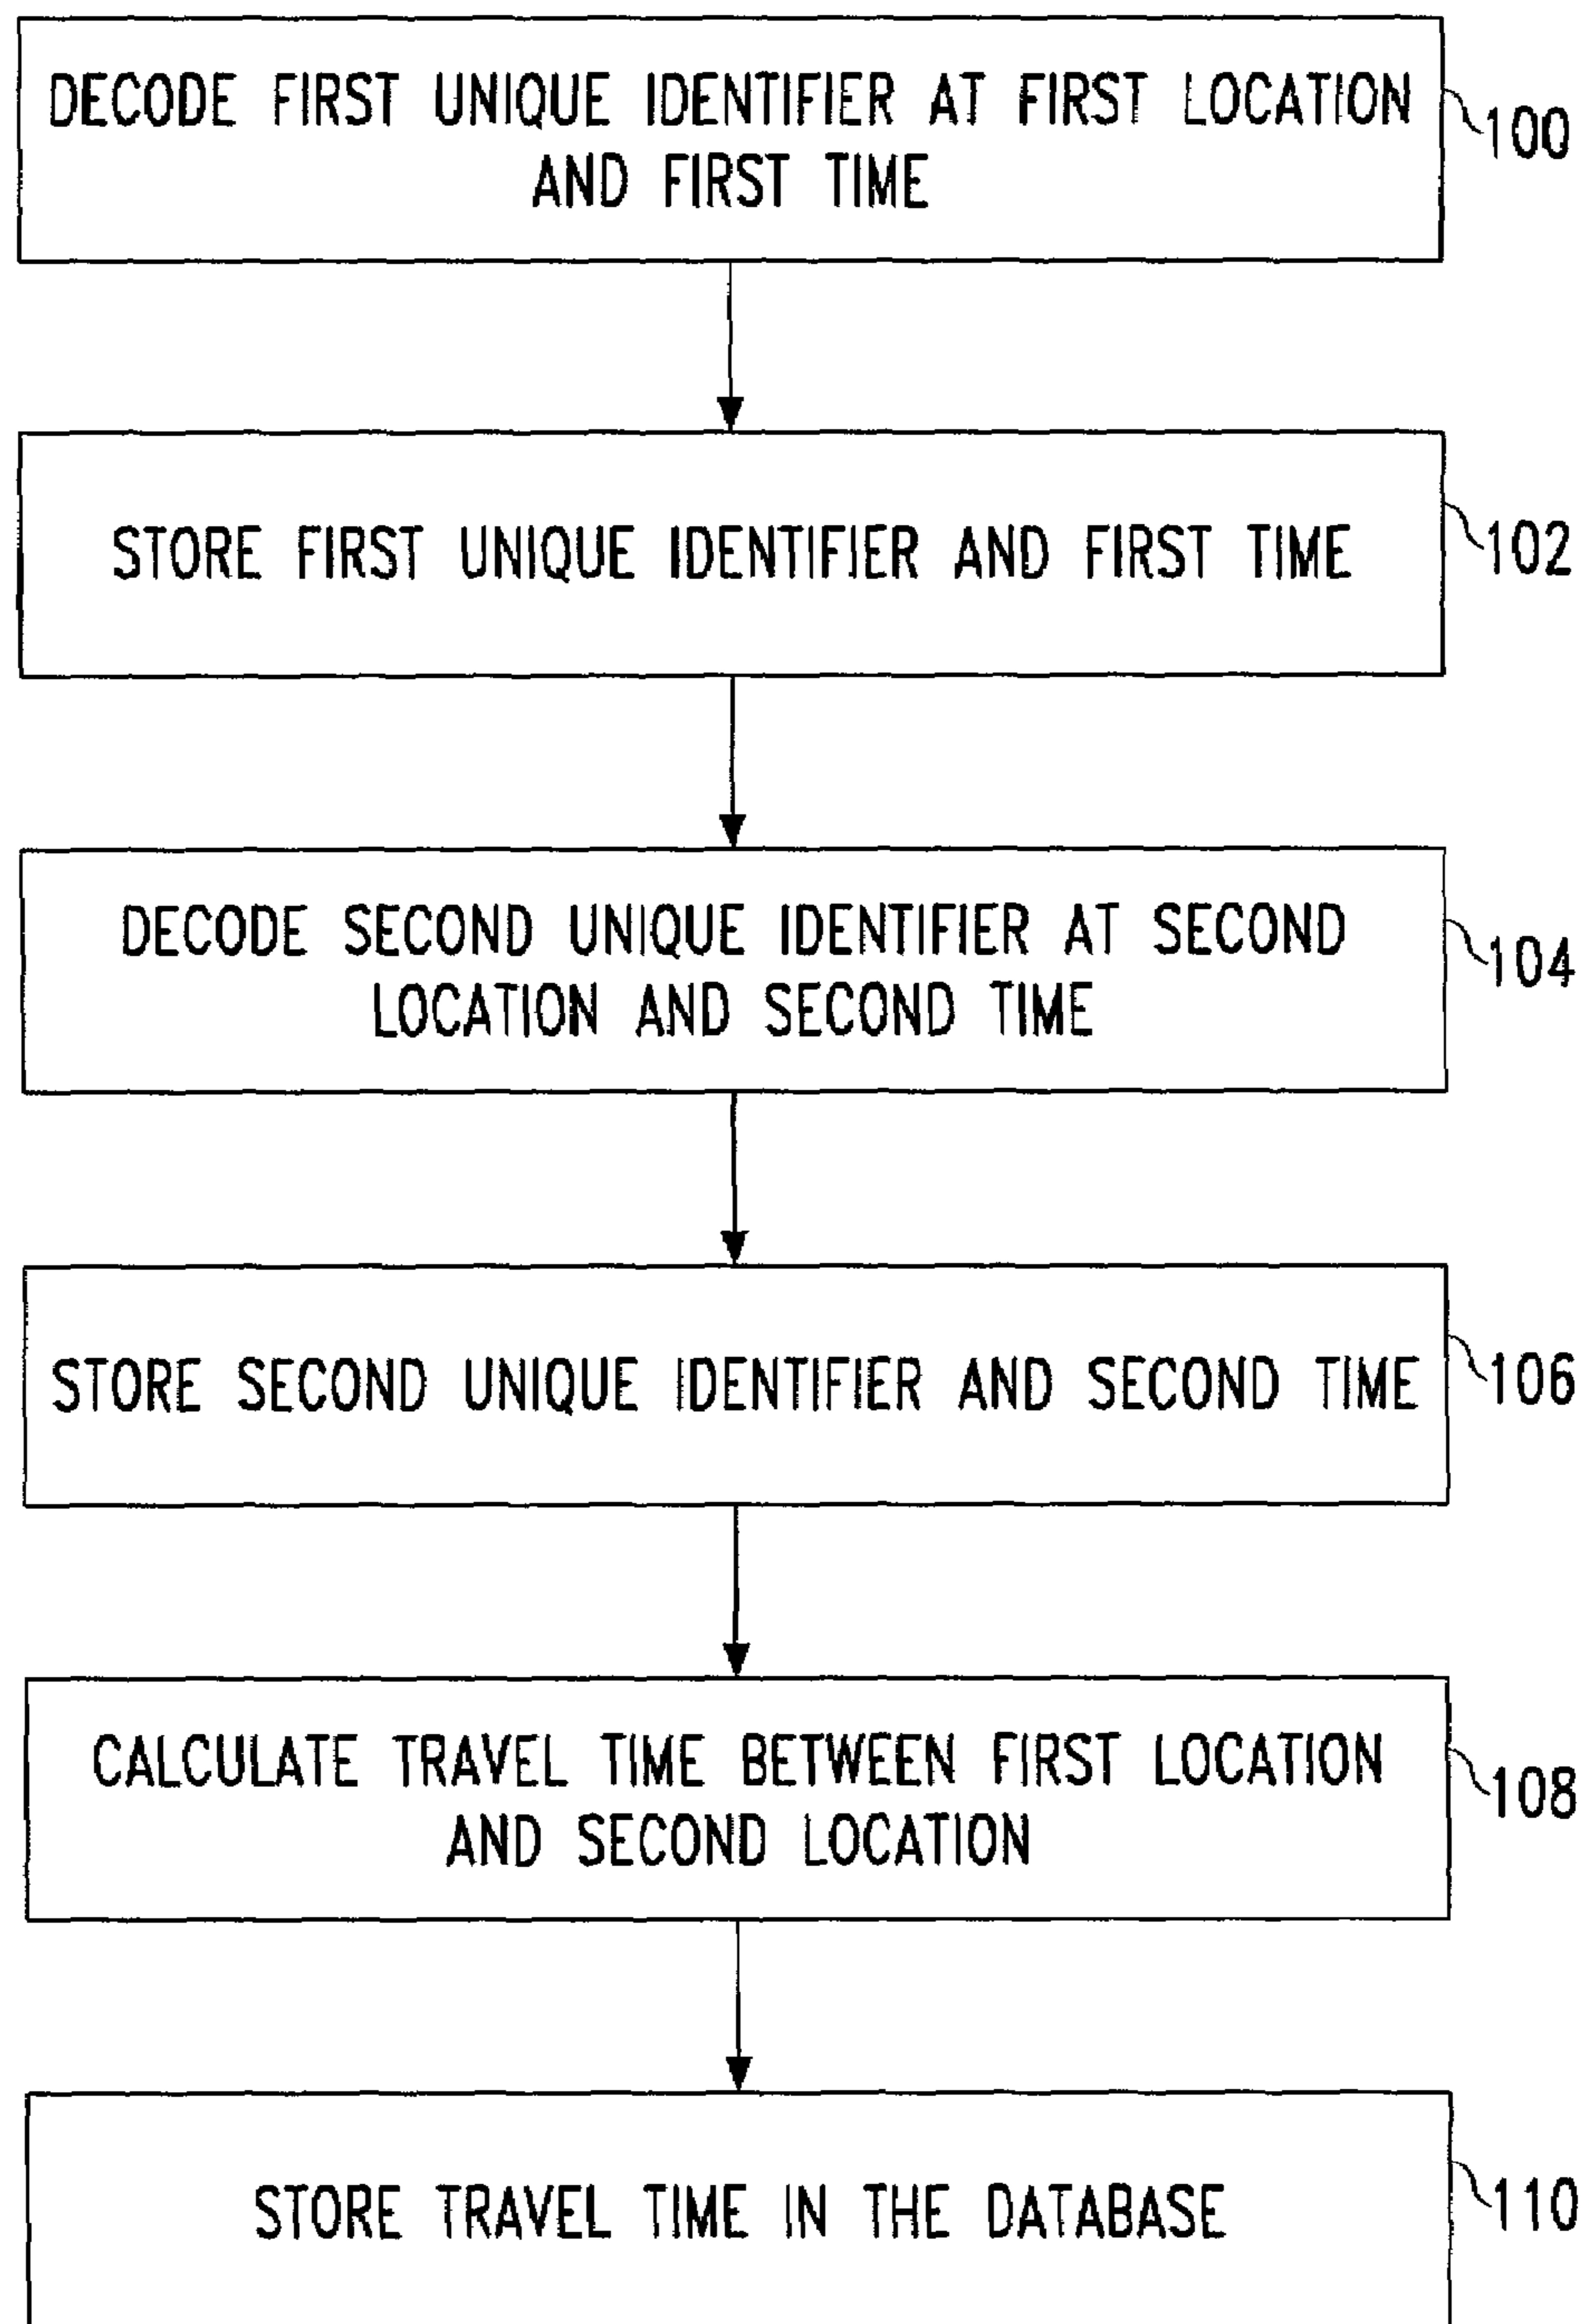 DECODE FIRST UNIQUE IDENTIFIER AT FIRST LOCATION
AND FIRST TIME
100
STORE FIRST UNIQUE IDENTIFIER AND FIRST TIME
102
DECODE SECOND UNIQUE IDENTIFIER AT SECOND
LOCATION AND SECOND TIME
104
STORE SECOND UNIQUE IDENTIFIER AND SECOND TIME
106
CALCULATE TRAVEL TIME BETWEEN FIRST LOCATION
AND SECOND LOCATION
108
STORE TRAVEL TIME IN THE DATABASE
110